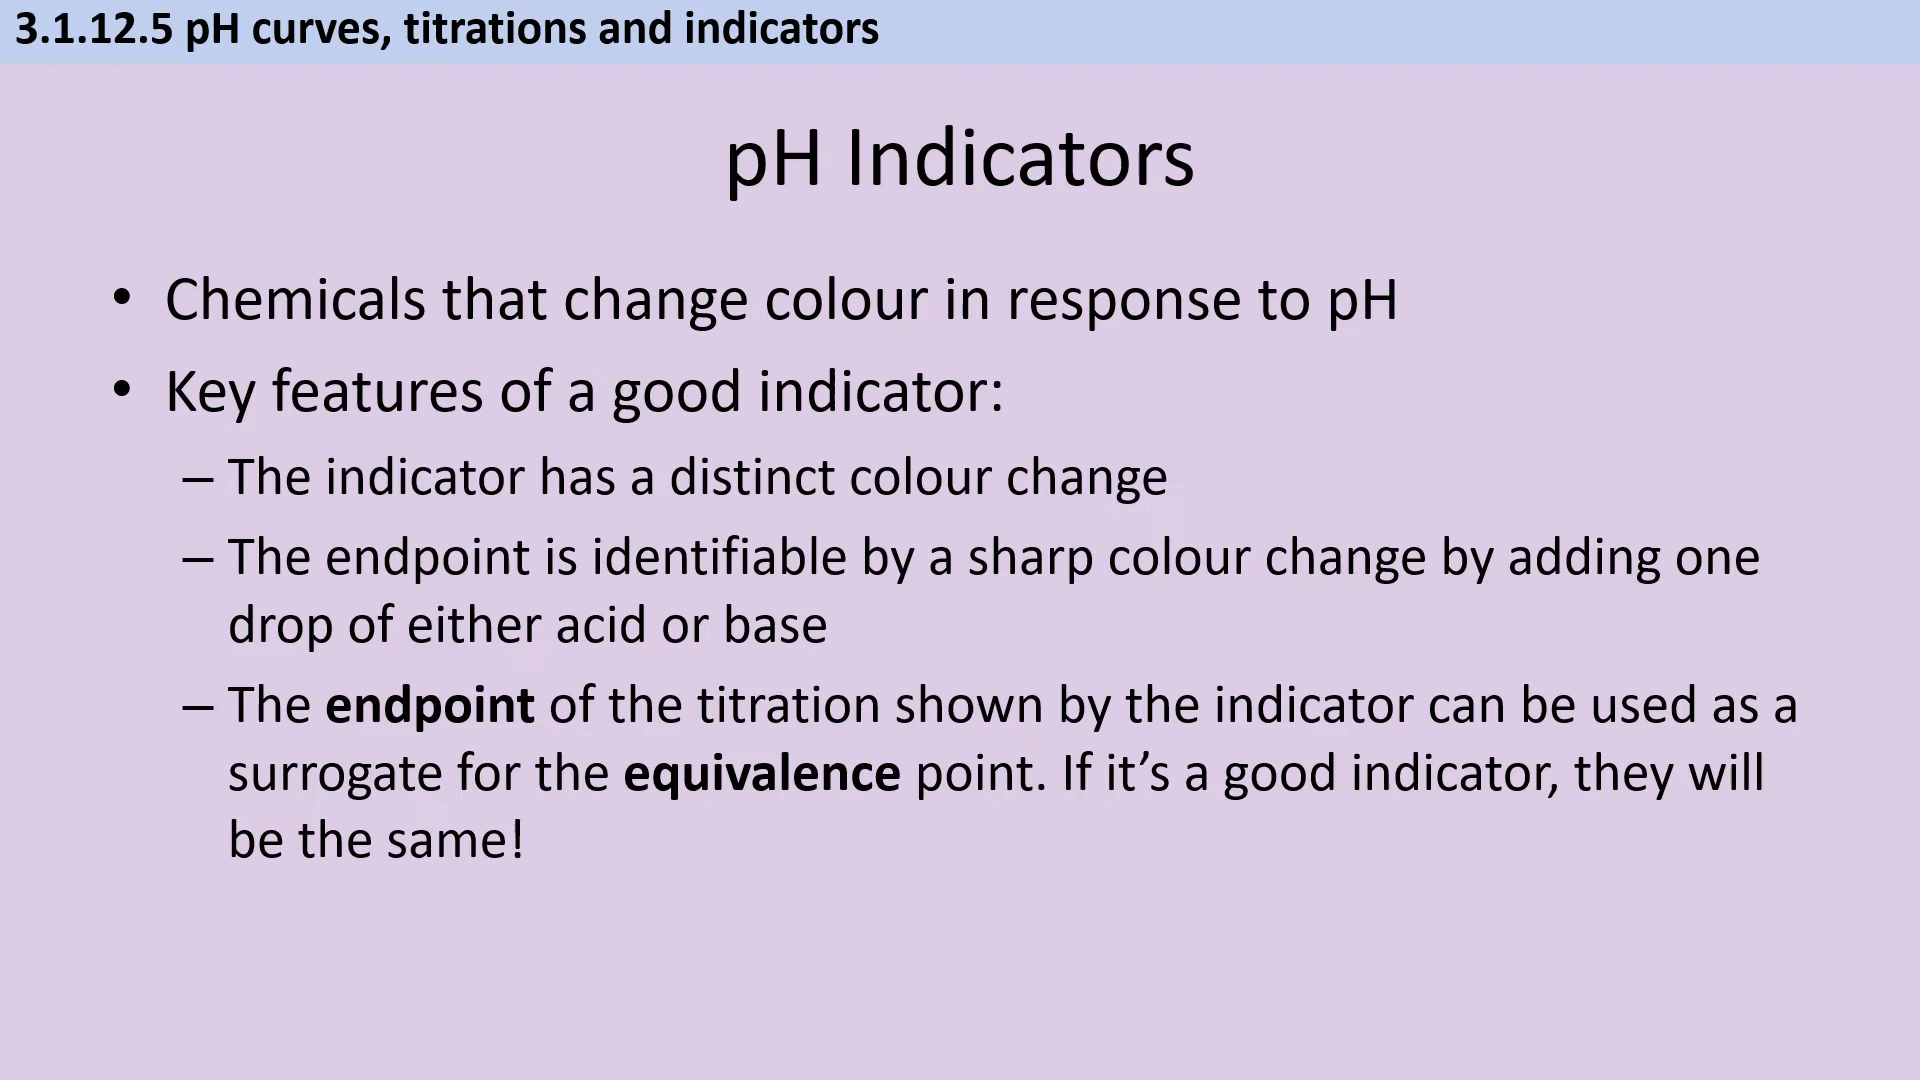 3.1.12.5 pH curves, titrations and indicators
pH Indicators
• Chemicals that change colour in response to pH
• Key features of a good indicator:
– The indicator has a distinct colour change
– The endpoint is identifiable by a sharp colour change by adding one
drop of either acid or base
– The endpoint of the titration shown by the indicator can be used as a
surrogate for the equivalence point. If it’s a good indicator, they will
be the same!